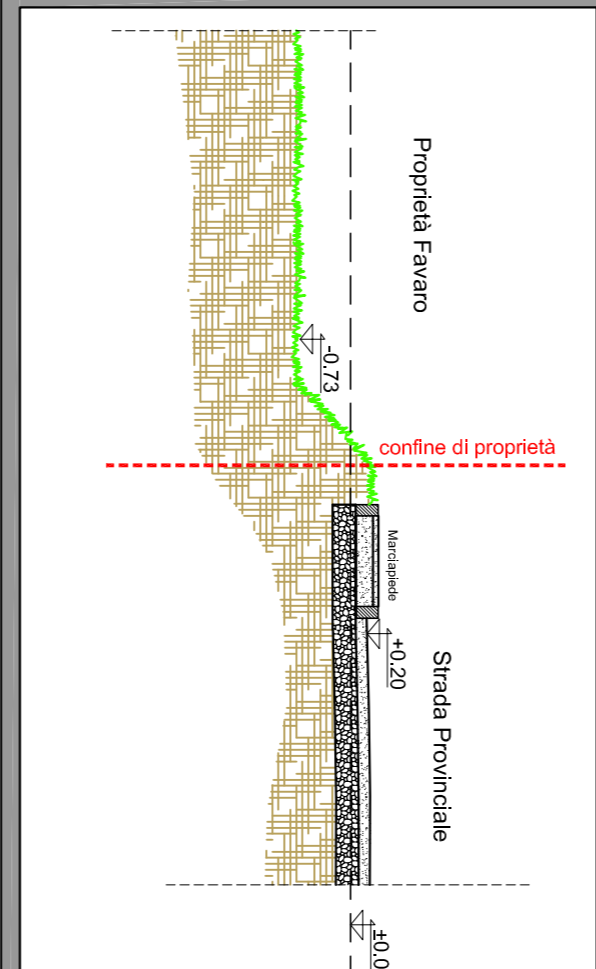 Proprietà Favaro
-0.73
confine di proprietà
Marciapiede
+0.20
Strada Provinciale
±0.0